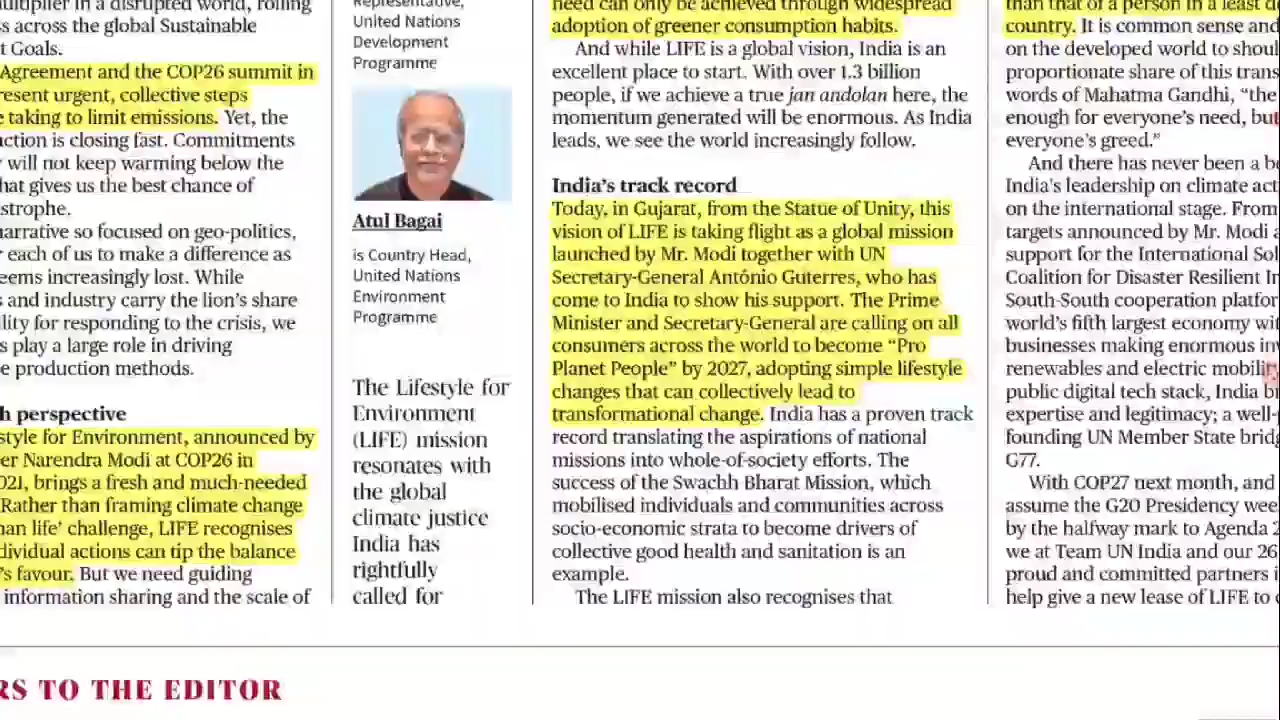 multiplier in a disrupted world, rolling
ss across the global Sustainable
t Goals.
Agreement and the COP26 summit in
resent urgent, collective steps
e taking to limit emissions. Yet, the
ction is closing fast. Commitments
will not keep warming below the
hat gives us the best chance of
strophe.
narrative so focused on geo-politics,
r each of us to make a difference as
eems increasingly lost. While
s and industry carry the lion's share
ility for responding to the crisis, we
s play a large role in driving
e production methods.
h perspective
style for Environment, announced by
er Narendra Modi at COP26 in
021, brings a fresh and much-needed
Rather than framing climate change
han life' challenge, LIFE recognises
dividual actions can tip the balance
's favour. But we need guiding
information sharing and the scale of
Representative,
United Nations
Development
Programme
Atul Bagai
is Country Head,
United Nations
Environment
Programme
The Lifestyle for
Environment
(LIFE) mission
resonates with
the global
climate justice
India has
rightfully
called for
need can only be achieved through widespread
adoption of greener consumption habits.
And while LIFE is a global vision, India is an
excellent place to start. With over 1.3 billion
people, if we achieve a true jan andolan here, the
momentum generated will be enormous. As India
leads, we see the world increasingly follow.
India's track record
Today, in Gujarat, from the Statue of Unity, this
vision of LIFE is taking flight as a global mission
launched by Mr. Modi together with UN
Secretary-General António Guterres, who has
come to India to show his support. The Prime
Minister and Secretary-General are calling on all
consumers across the world to become "Pro
Planet People" by 2027, adopting simple lifestyle
changes that can collectively lead to
transformational change. India has a proven track
record translating the aspirations of national
missions into whole-of-society efforts. The
success of the Swachh Bharat Mission, which
mobilised individuals and communities across
socio-economic strata to become drivers of
collective good health and sanitation is an
example.
The LIFE mission also recognises that
than that of a person in a least d
country. It is common sense and
on the developed world to shoul
proportionate share of this trans
words of Mahatma Gandhi, "the
enough for everyone's need, but
everyone's greed."
And there has never been a be
India's leadership on climate act
on the international stage. From
targets announced by Mr. Modi a
support for the International Sol
Coalition for Disaster Resilient In
South-South cooperation platfor
world's fifth largest economy wi
businesses making enormous in
renewables and electric mobilit
public digital tech stack, India b
expertise and legitimacy; a well-
founding UN Member State brid
G77.
With COP27 next month, and
assume the G20 Presidency wee
by the halfway mark to Agenda 2
we at Team UN India and our 26
proud and committed partners i
help give a new lease of LIFE to
RS TO THE EDITOR